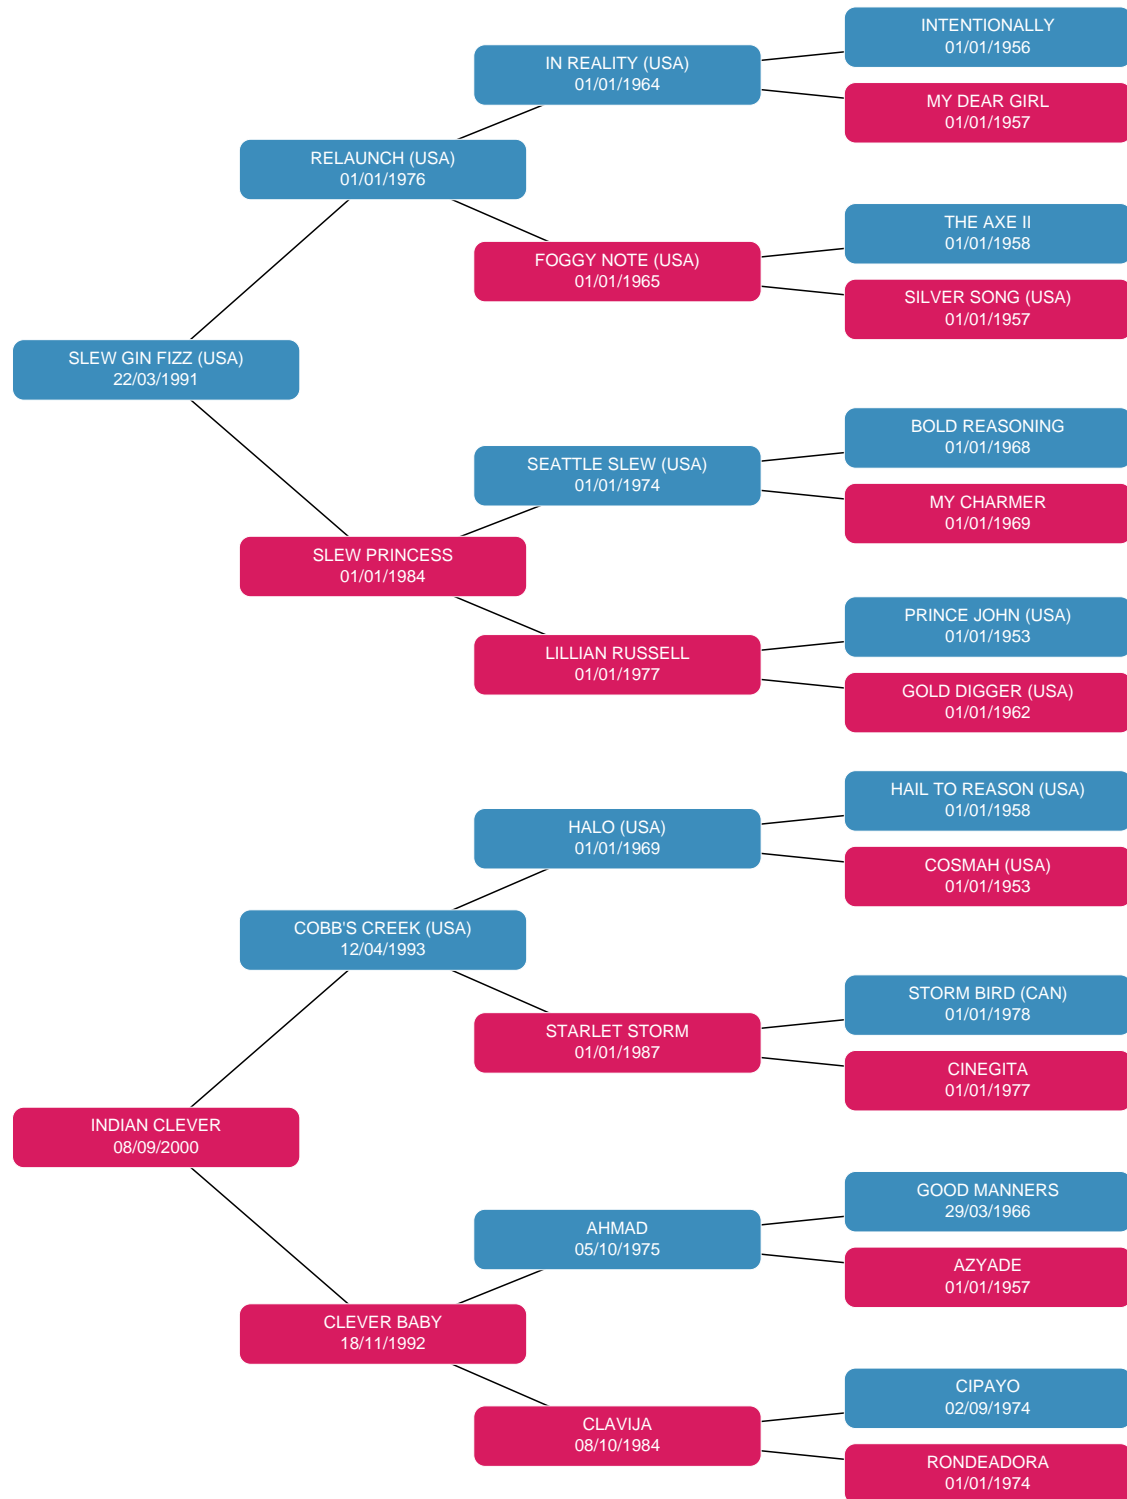 INTENTIONALLY
01/01/1956
IN REALITY (USA)
01/01/1964
MY DEAR GIRL
01/01/1957
RELAUNCH (USA)
01/01/1976
THE AXE II
01/01/1958
FOGGY NOTE (USA)
01/01/1965
SILVER SONG (USA)
01/01/1957
SLEW GIN FIZZ (USA)
22/03/1991
BOLD REASONING
01/01/1968
SEATTLE SLEW (USA)
01/01/1974
MY CHARMER
01/01/1969
SLEW PRINCESS
01/01/1984
PRINCE JOHN (USA)
01/01/1953
LILLIAN RUSSELL
01/01/1977
GOLD DIGGER (USA)
01/01/1962
HAIL TO REASON (USA)
01/01/1958
HALO (USA)
01/01/1969
COSMAH (USA)
01/01/1953
COBB'S CREEK (USA)
12/04/1993
STORM BIRD (CAN)
01/01/1978
STARLET STORM
01/01/1987
CINEGITA
01/01/1977
INDIAN CLEVER
08/09/2000
GOOD MANNERS
29/03/1966
AHMAD
05/10/1975
AZYADE
01/01/1957
CLEVER BABY
18/11/1992
CIPAYO
02/09/1974
CLAVIJA
08/10/1984
RONDEADORA
01/01/1974